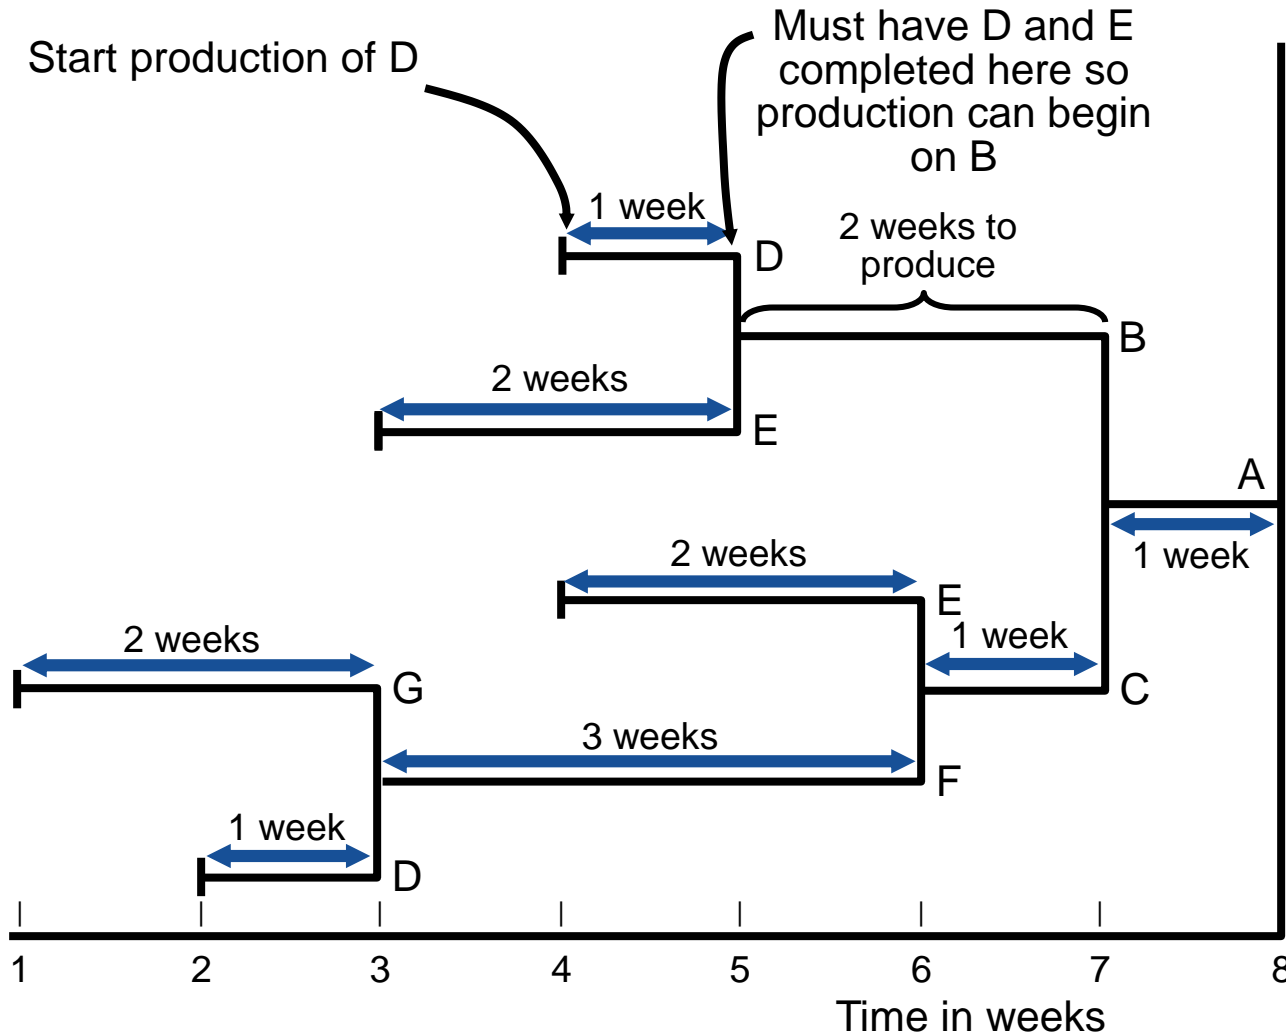 Start production of D
Must have D and E
completed here so
production can begin
on B
1 week
D
2 weeks to
produce
B
2 weeks
E
A
1 week
2 weeks
E
1 week
C
2 weeks
G
3 weeks
F
1 week
D
1 2 3 4 5 6 7 8
Time in weeks